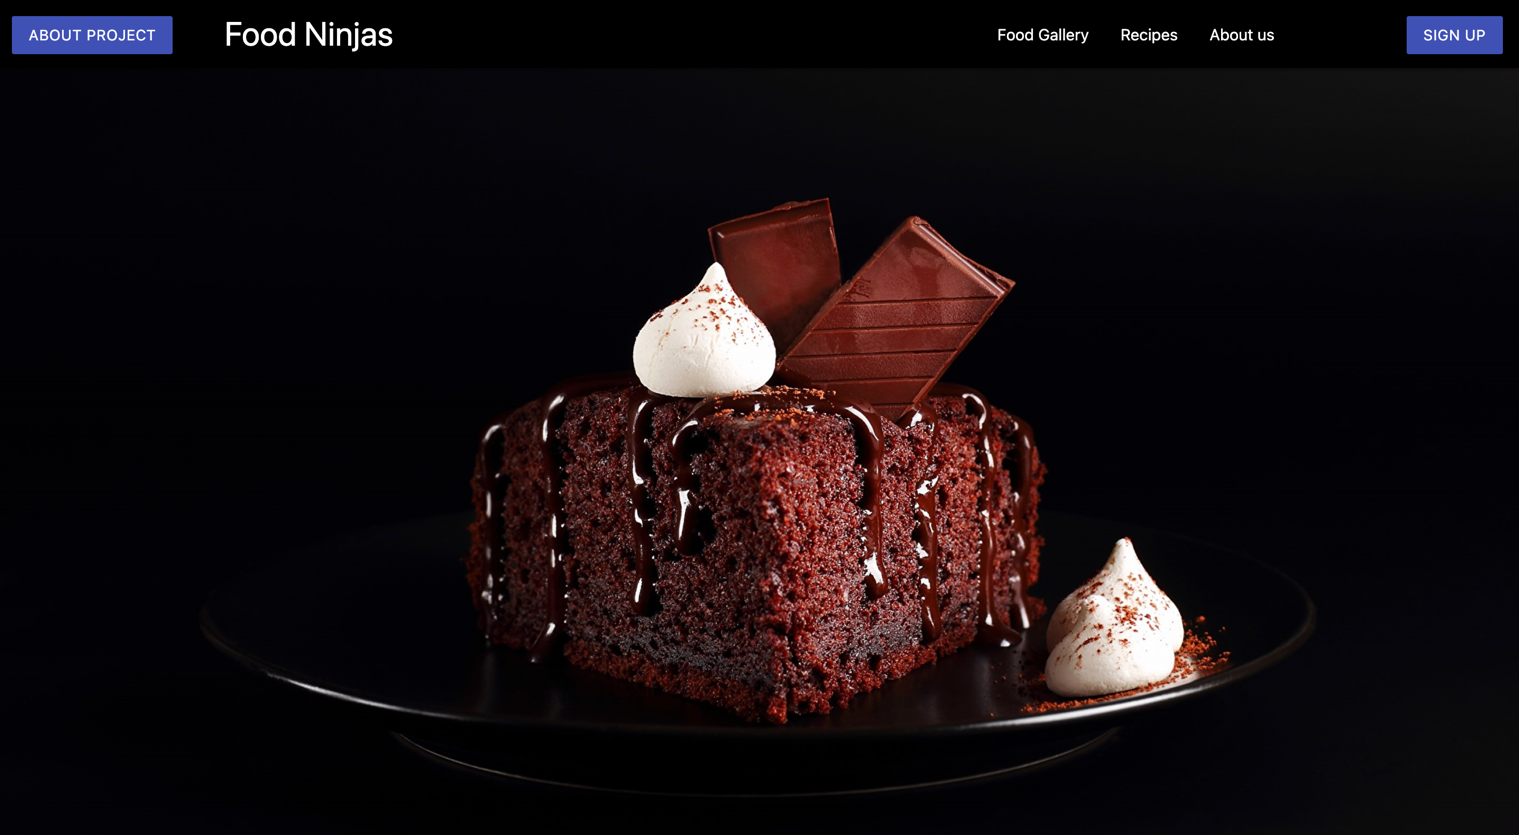 ABOUT PROJECT
Food Ninjas
Food Gallery
Recipes
About us
SIGN UP